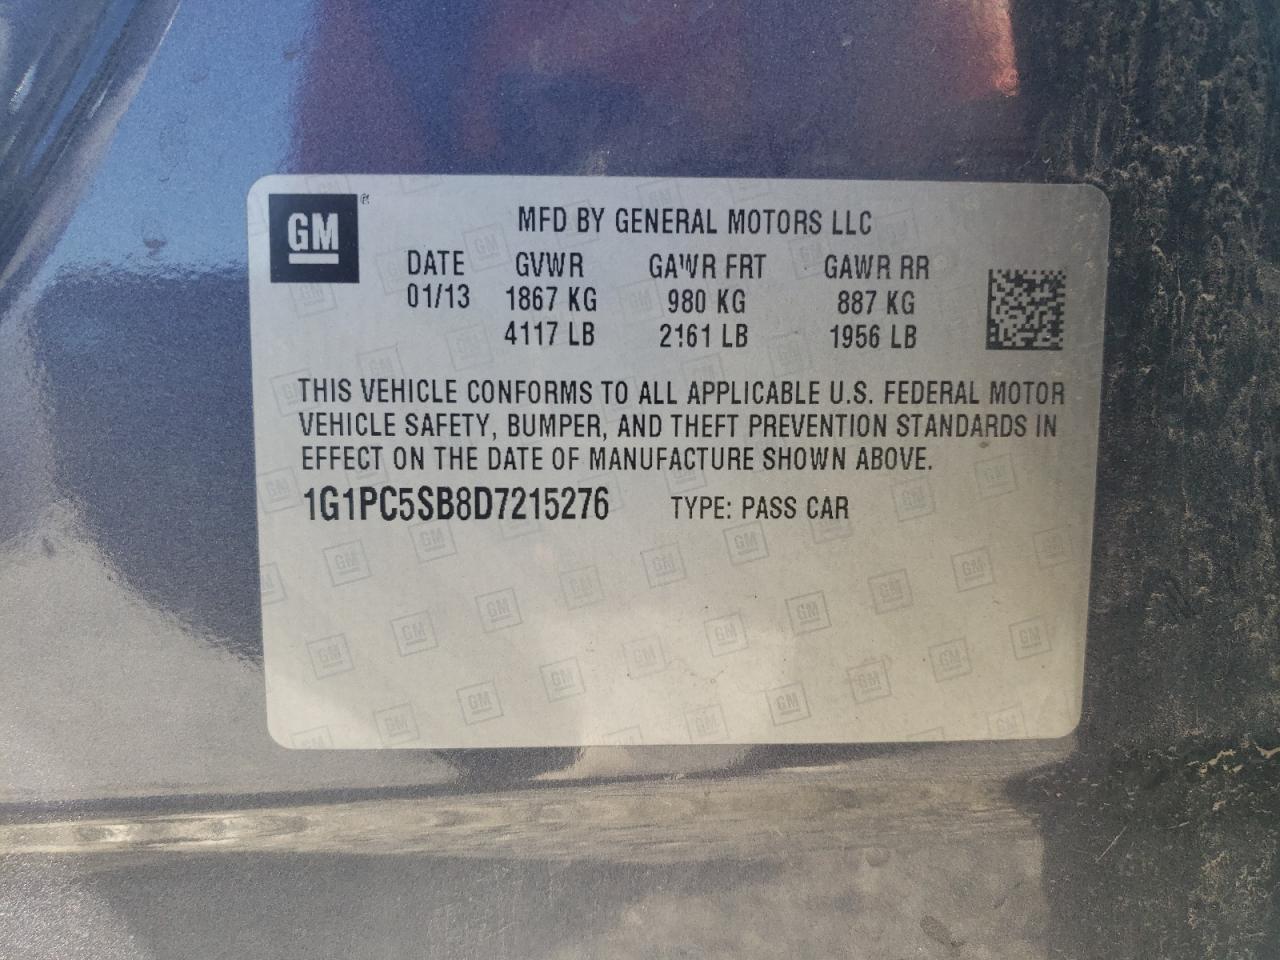 GM®
MFD BY GENERAL MOTORS LLC
DATE GVWR GAWR FRT GAWR RR
01/13 1867 KG 980 KG 887 KG
4117 LB 2161 LB 1956 LB
THIS VEHICLE CONFORMS TO ALL APPLICABLE U.S. FEDERAL MOTOR
VEHICLE SAFETY, BUMPER, AND THEFT PREVENTION STANDARDS IN
EFFECT ON THE DATE OF MANUFACTURE SHOWN ABOVE.
1G1PC5SB8D7215276 TYPE: PASS CAR